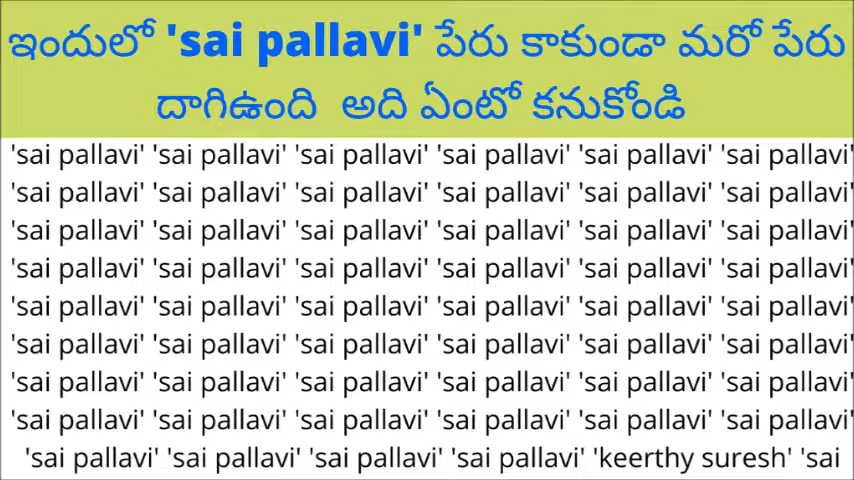 ఇందులో 'sai pallavi' పేరు కాకుండా మరో పేరు
దాగిఉంది అది ఏంటో కనుకోండి
'sai pallavi' 'sai pallavi' 'sai pallavi' 'sai pallavi' 'sai pallavi' 'sai pallavi'
'sai pallavi' 'sai pallavi' 'sai pallavi' 'sai pallavi' 'sai pallavi' 'sai pallavi'
'sai pallavi' 'sai pallavi' 'sai pallavi' 'sai pallavi' 'sai pallavi' 'sai pallavi'
'sai pallavi' 'sai pallavi' 'sai pallavi' 'sai pallavi' 'sai pallavi' 'sai pallavi'
'sai pallavi' 'sai pallavi' 'sai pallavi' 'sai pallavi' 'sai pallavi' 'sai pallavi'
'sai pallavi' 'sai pallavi' 'sai pallavi' 'sai pallavi' 'sai pallavi' 'sai pallavi'
'sai pallavi' 'sai pallavi' 'sai pallavi' 'sai pallavi' 'sai pallavi' 'sai pallavi'
'sai pallavi' 'sai pallavi' 'sai pallavi' 'sai pallavi' 'sai pallavi' 'sai pallavi'
'sai pallavi' 'sai pallavi' 'sai pallavi' 'sai pallavi' 'keerthy suresh' 'sai